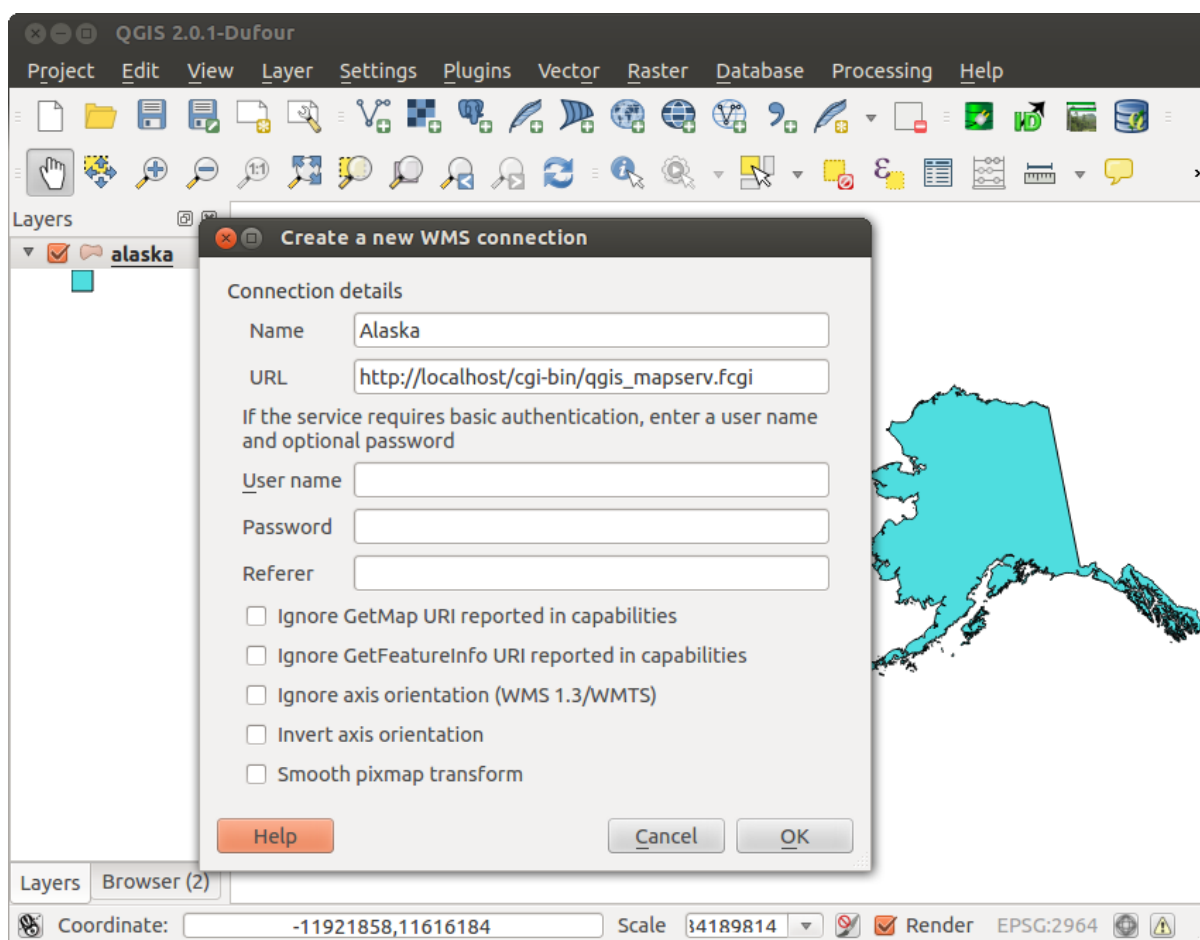 QGIS 2.0.1-Dufour
Project Edit View Layer Settings Plugins Vector Raster Database Processing Help
1:1
Layers
alaska
Create a new WMS connection
Connection details
Name Alaska
URL http://localhost/cgi-bin/qgis_mapserv.fcgi
If the service requires basic authentication, enter a user name
and optional password
User name
Password
Referer
Ignore GetMap URI reported in capabilities
Ignore GetFeatureInfo URI reported in capabilities
Ignore axis orientation (WMS 1.3/WMTS)
Invert axis orientation
Smooth pixmap transform
Help Cancel OK
Layers Browser (2)
Coordinate: -11921858,11616184 Scale 34189814 Render EPSG:2964